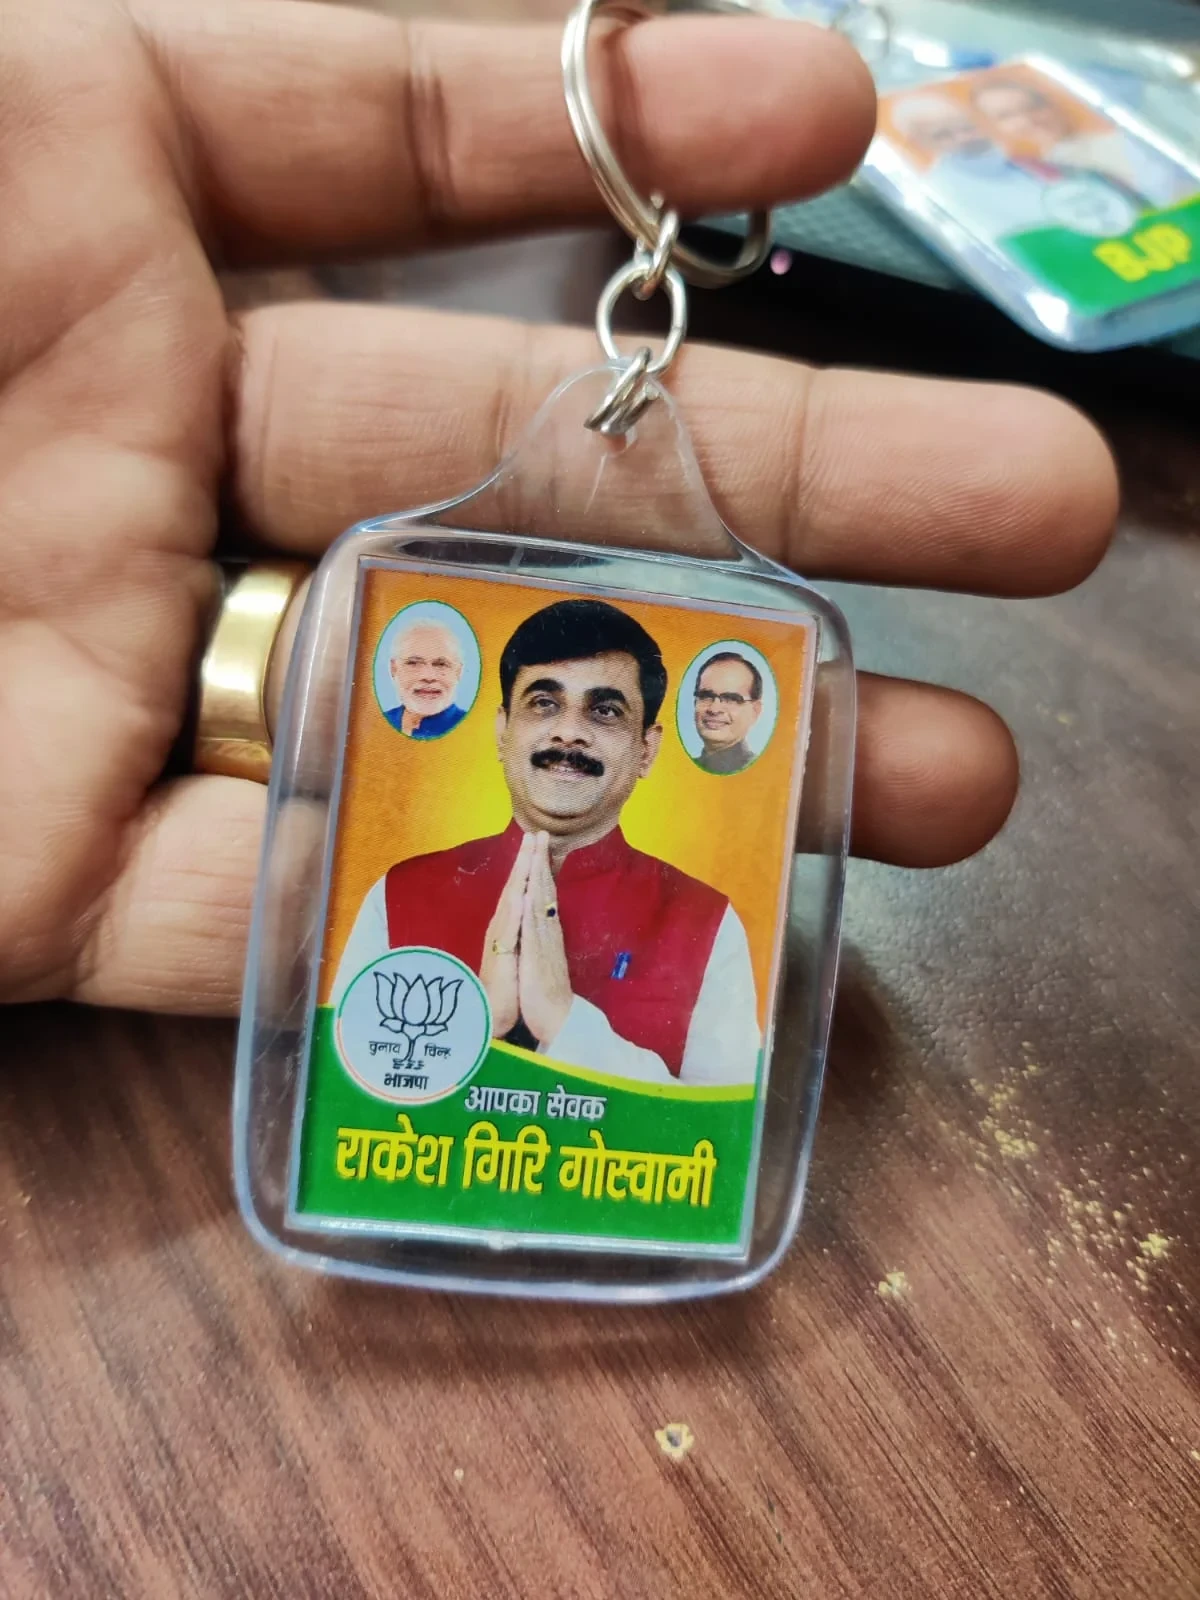 चुनाव चिन्ह
भाजपा
आपका सेवक
राकेश गिरि गोस्वामी
BJP